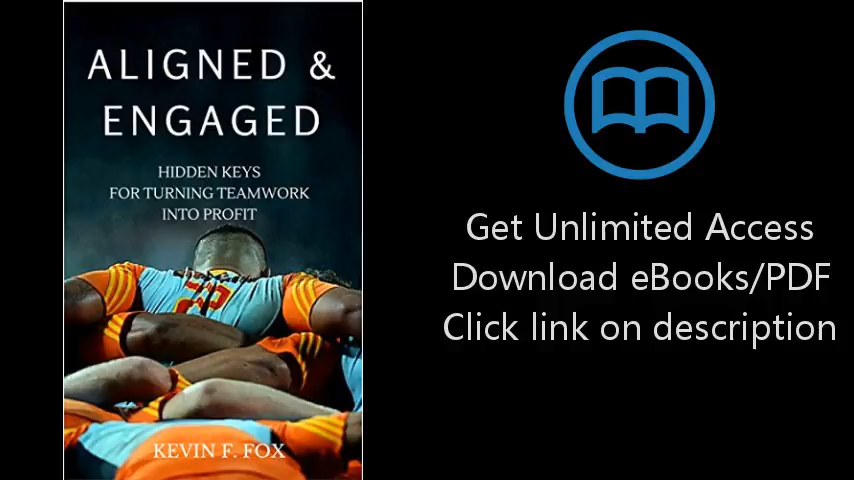 ALIGNED &
ENGAGED
HIDDEN KEYS
FOR TURNING TEAMWORK
INTO PROFIT
KEVIN F. FOX
Get Unlimited Access
Download eBooks/PDF
Click link on description